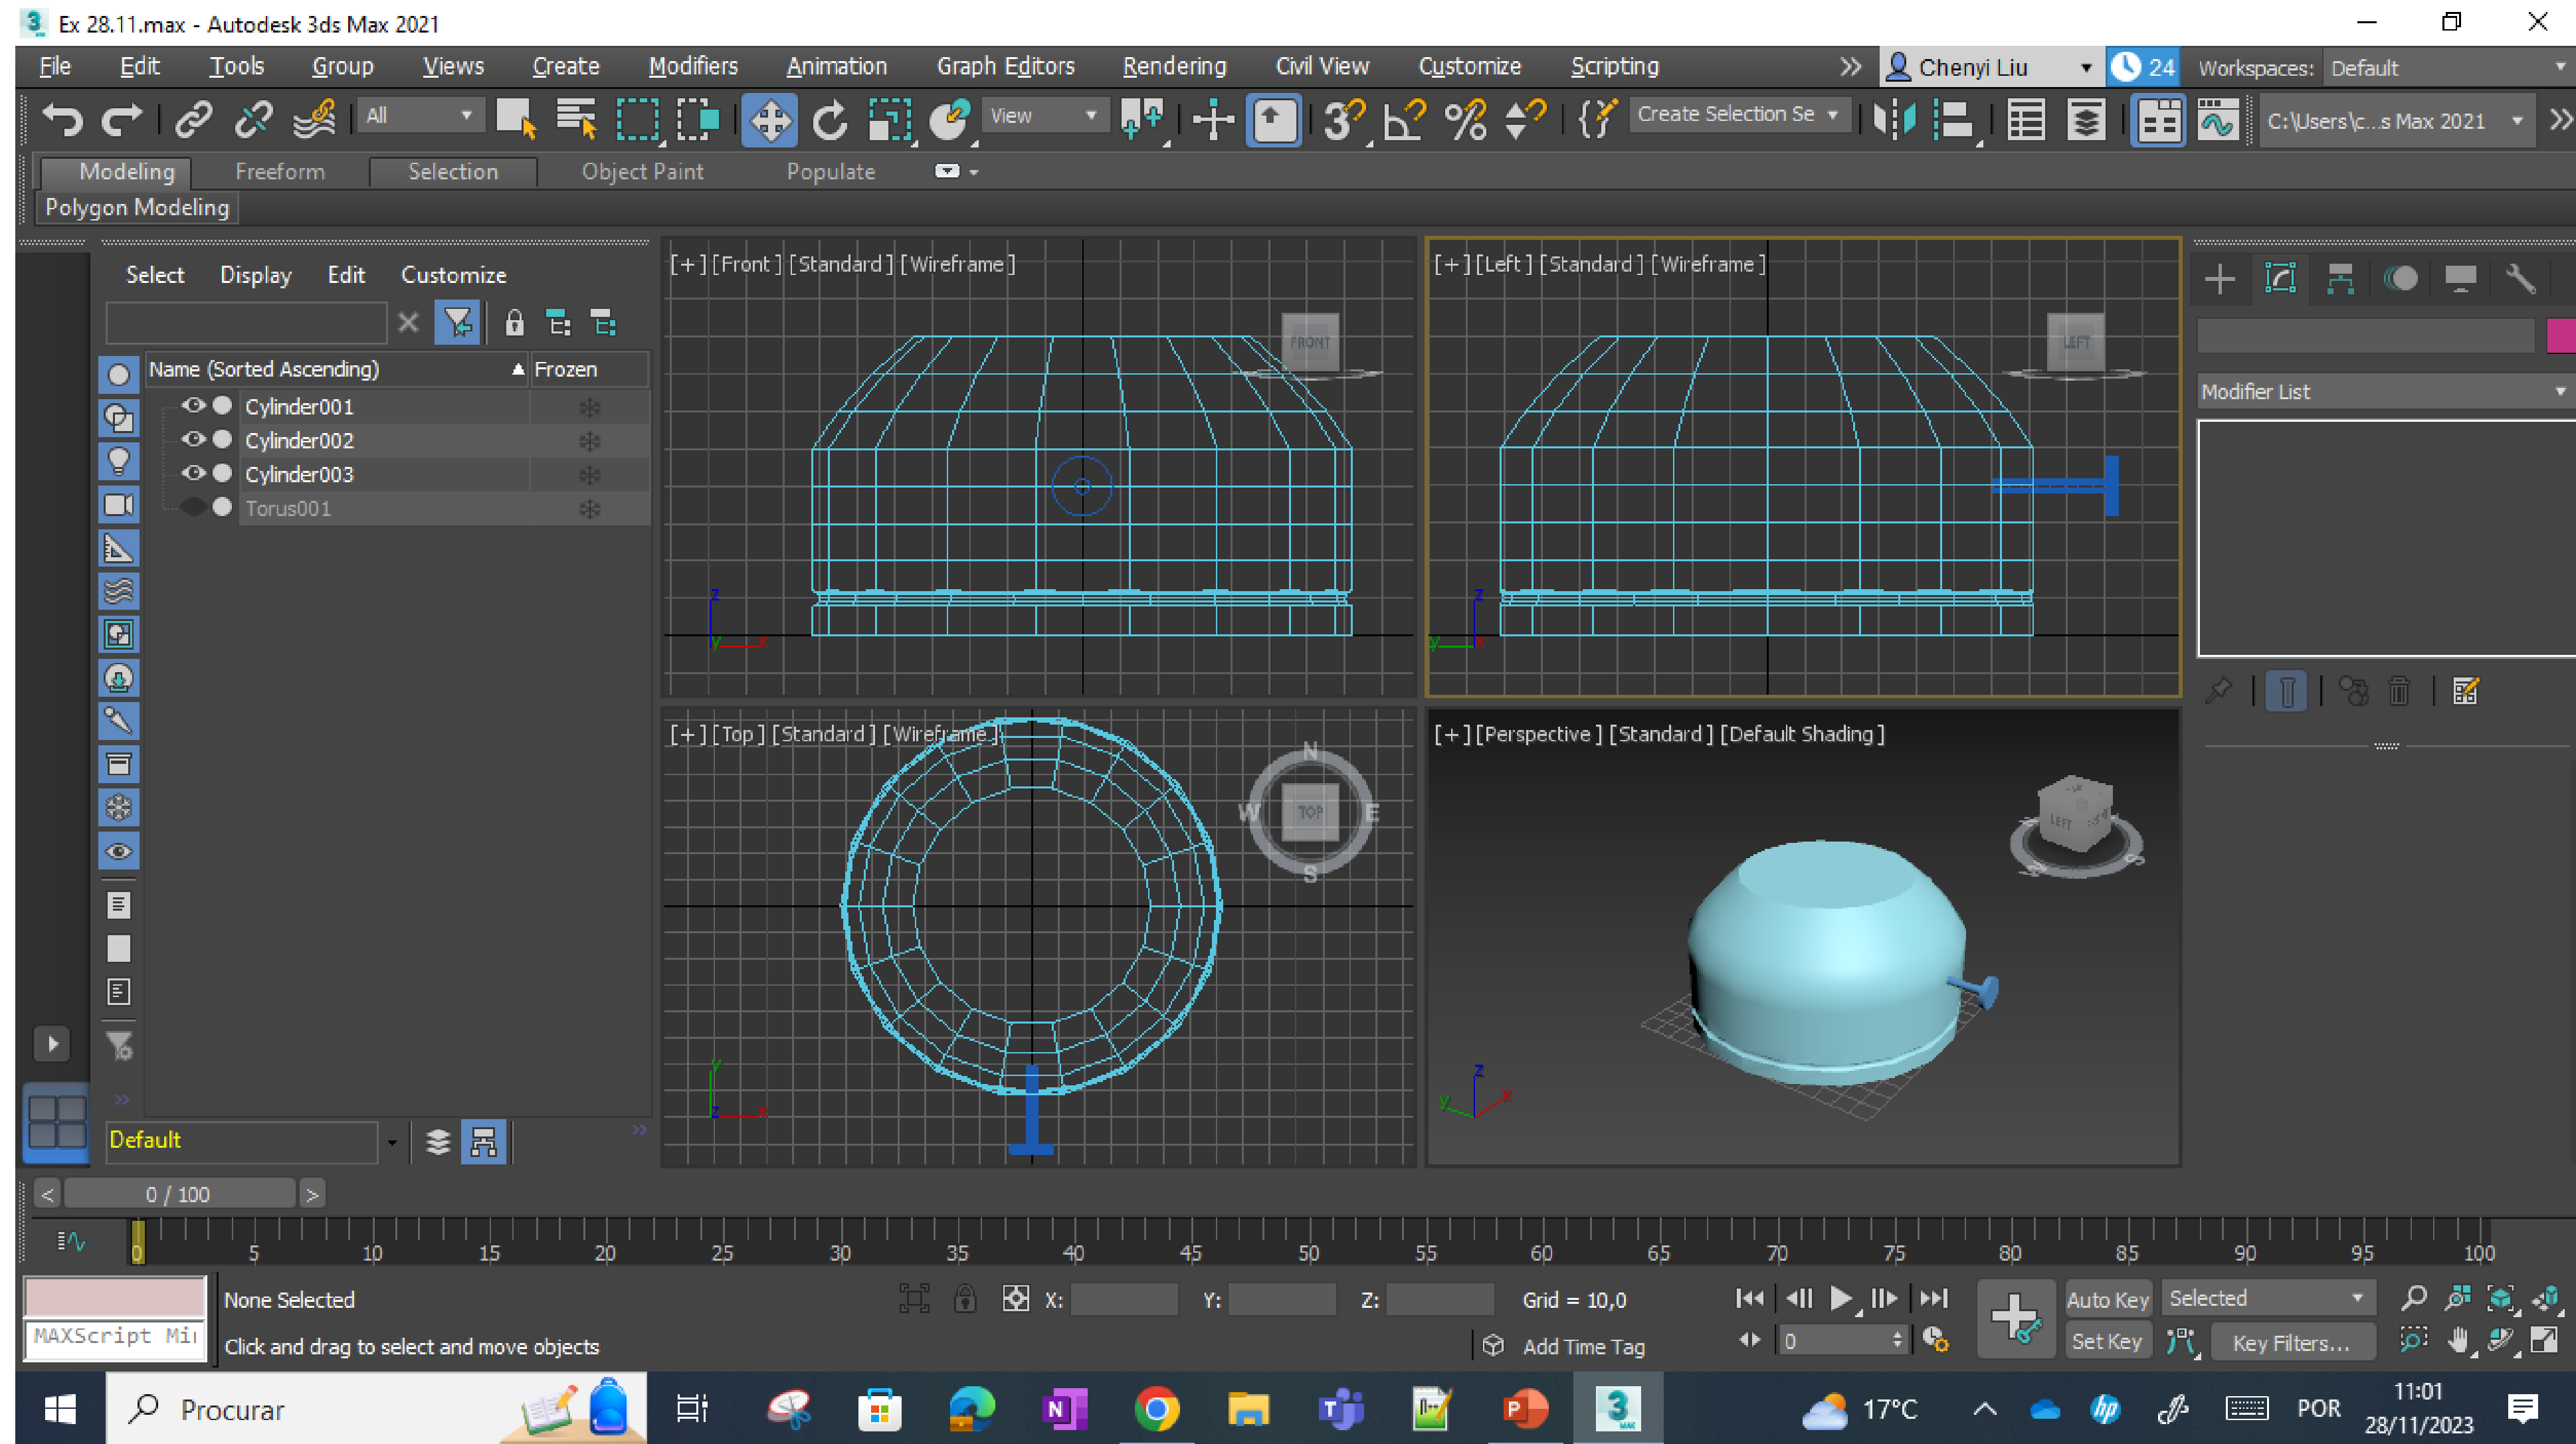 Ex 28.11.max - Autodesk 3ds Max 2021
File Edit Tools Group Views Create Modifiers Animation Graph Editors Rendering Civil View Customize Scripting Chenyi Liu 24 Workspaces: Default
All View Create Selection Se C:\Users\c...s Max 2021
Modeling Freeform Selection Object Paint Populate
Polygon Modeling
Select Display Edit Customize
Name (Sorted Ascending) Frozen
Cylinder001
Cylinder002
Cylinder003
Torus001
[+] [Front] [Standard] [Wireframe]
FRONT
z
y x
[+] [Left] [Standard] [Wireframe]
LEFT
z
y x
[+] [Top] [Standard] [Wireframe]
N
W TOP E
S
y
z x
[+] [Perspective] [Standard] [Default Shading]
LEFT
z
y x
Modifier List
Default
< 0 / 100 >
0 5 10 15 20 25 30 35 40 45 50 55 60 65 70 75 80 85 90 95 100
None Selected X: Y: Z: Grid = 10,0 Auto Key Selected
MAXScript Mi Click and drag to select and move objects Add Time Tag 0 Set Key Key Filters...
Procurar 17°C POR 11:01
28/11/2023